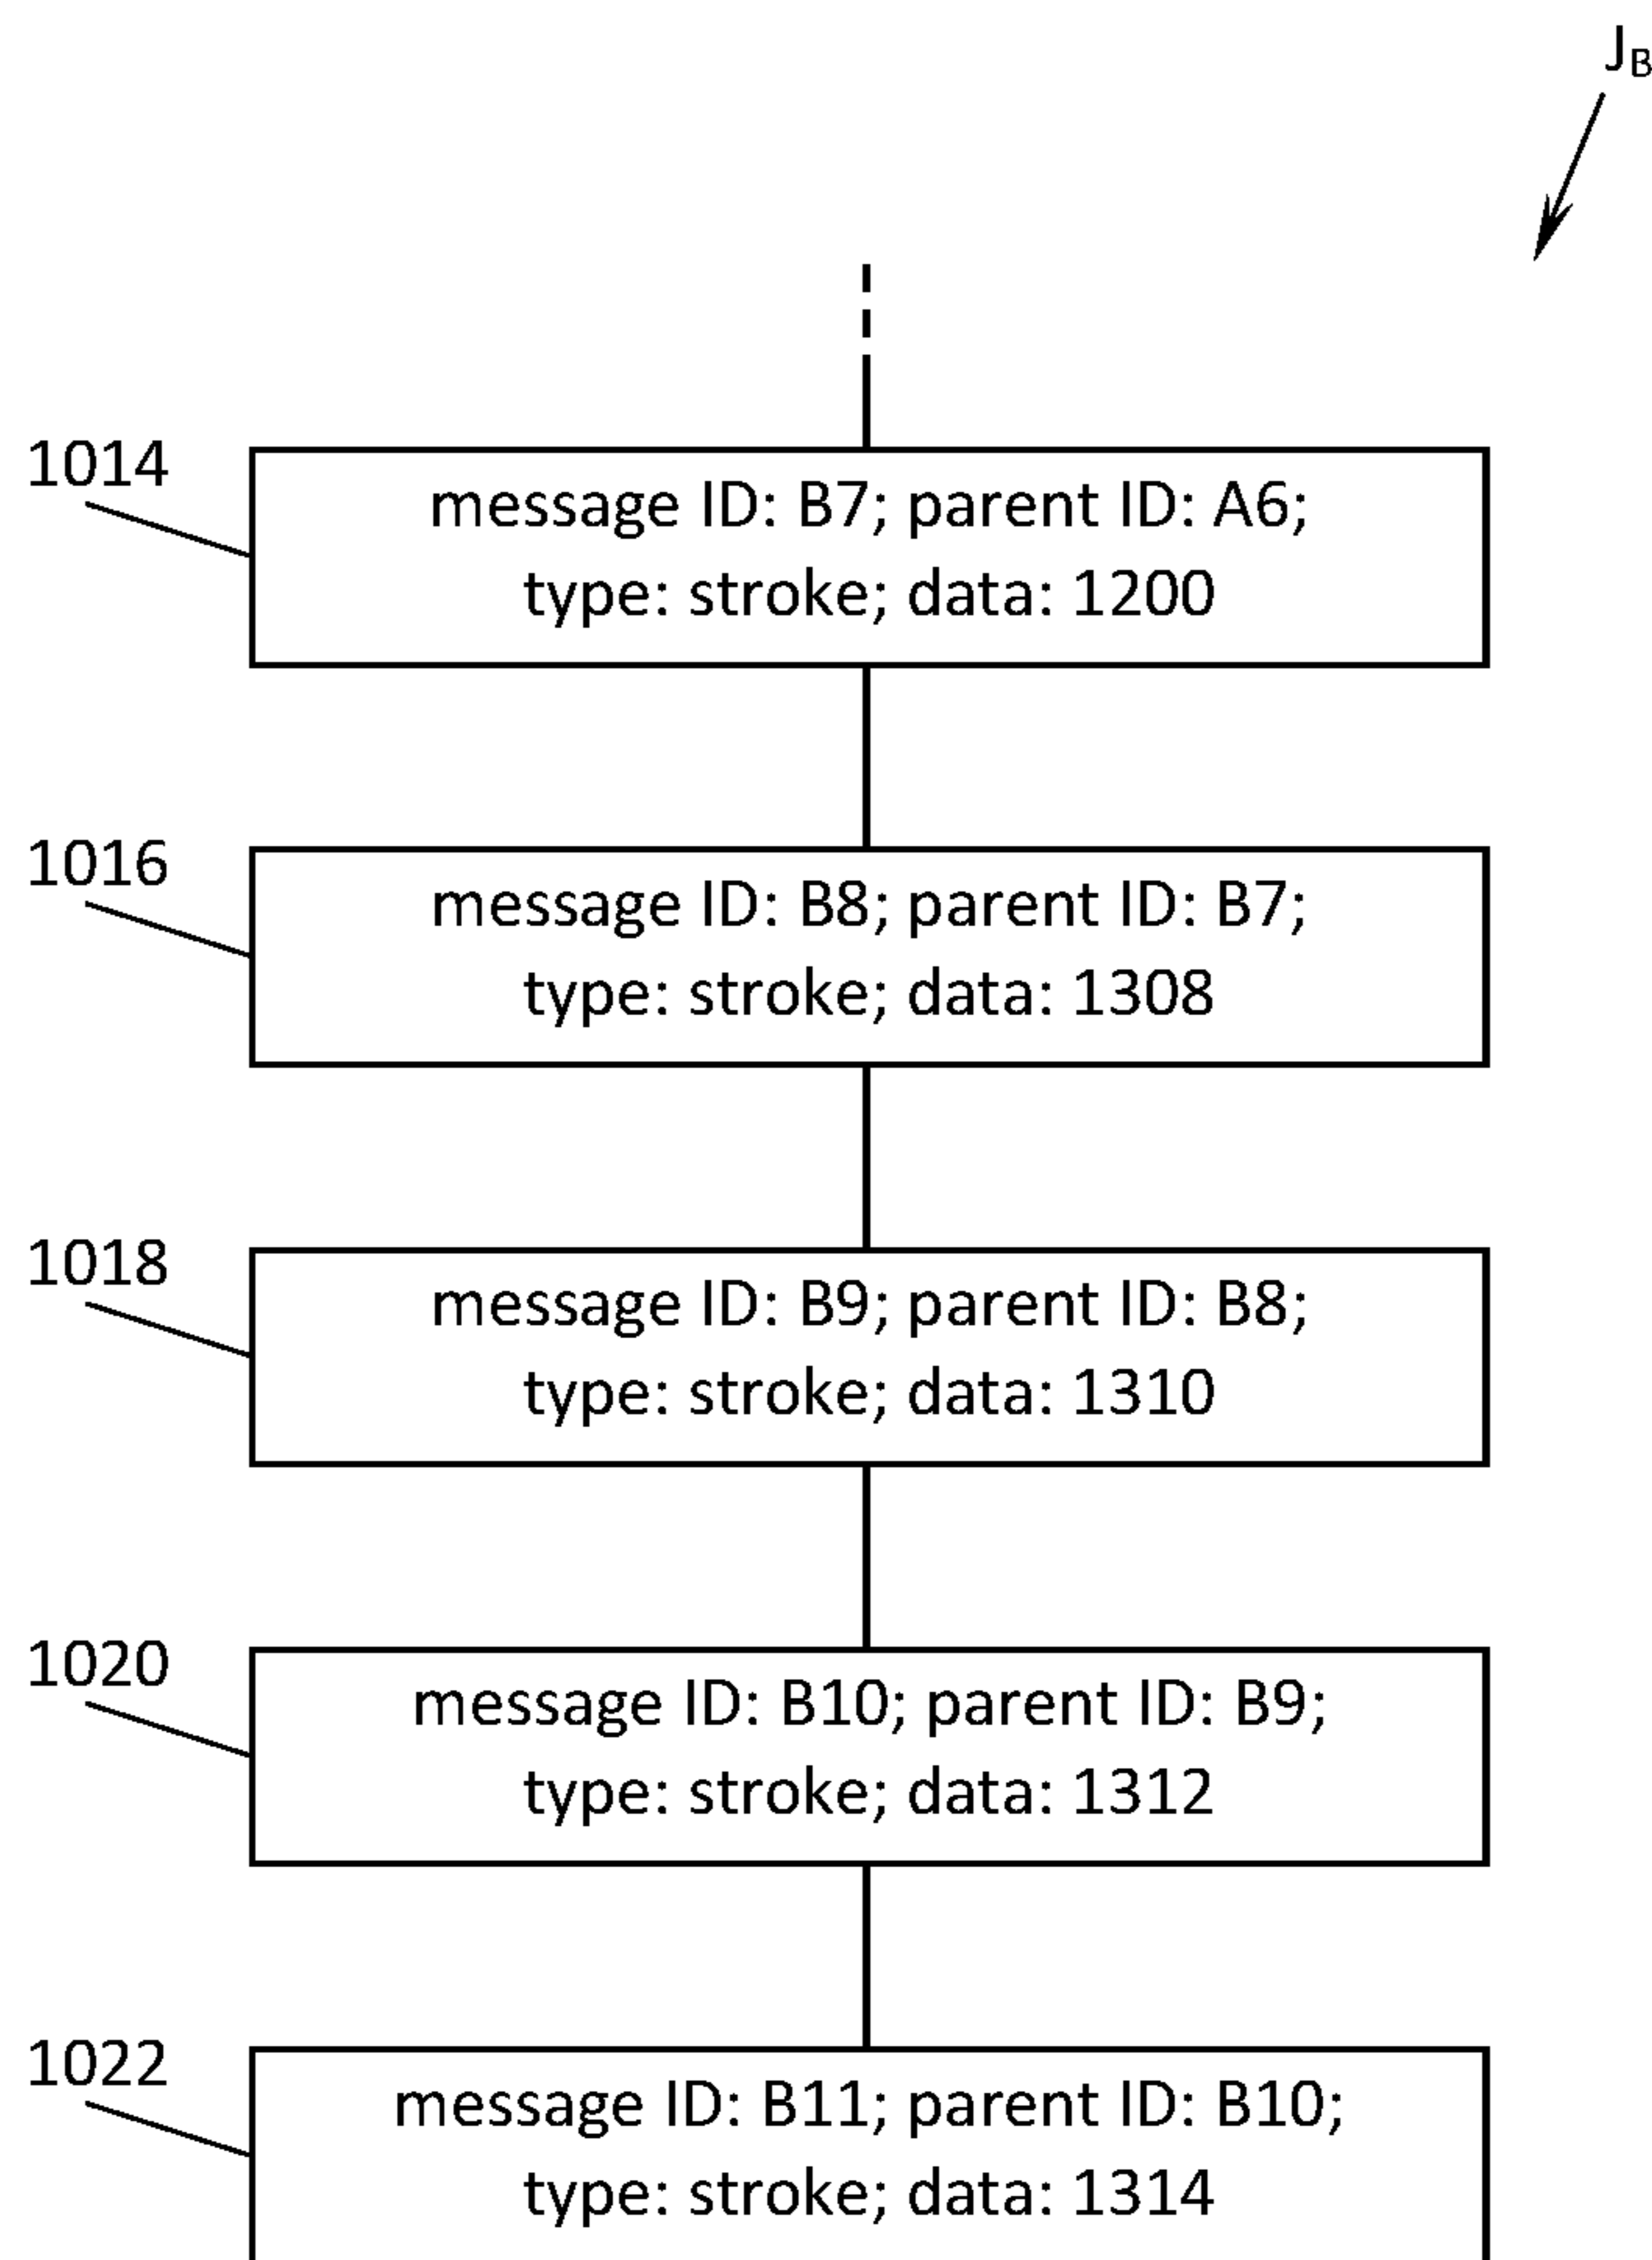 J_B
1014
message ID: B7; parent ID: A6;
type: stroke; data: 1200
1016
message ID: B8; parent ID: B7;
type: stroke; data: 1308
1018
message ID: B9; parent ID: B8;
type: stroke; data: 1310
1020
message ID: B10; parent ID: B9;
type: stroke; data: 1312
1022
message ID: B11; parent ID: B10;
type: stroke; data: 1314